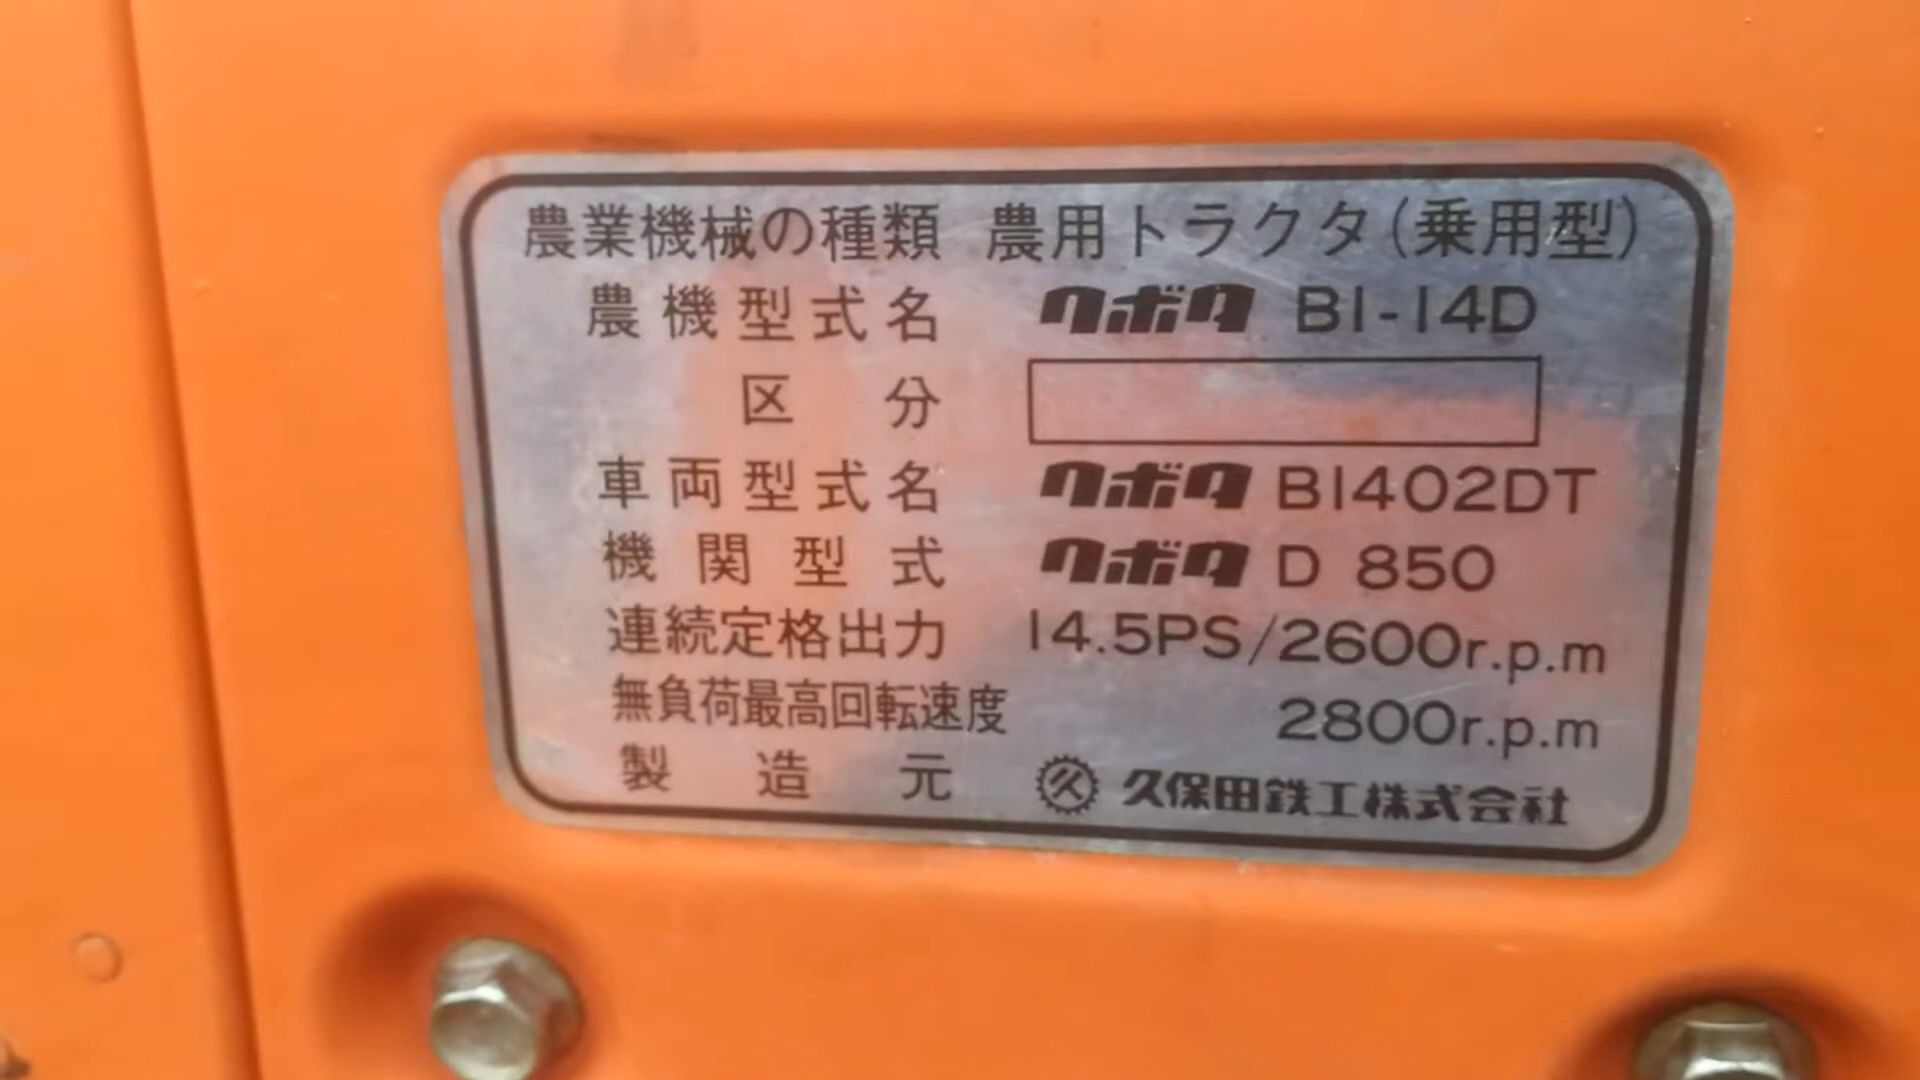 農業機械の種類 農用トラクタ(乗用型)
農機型式名 クボタ B1-14D
区分
車両型式名 クボタ B1402DT
機関型式 クボタ D 850
連続定格出力 14.5PS/2600r.p.m
無負荷最高回転速度 2800r.p.m
製造元 久 久保田鉄工株式会社